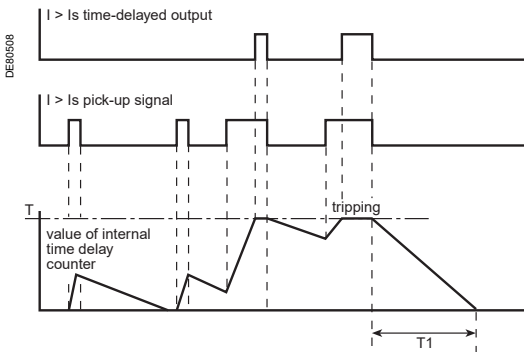 I > Is time-delayed output
DE80508
I > Is pick-up signal
T
tripping
value of internal
time delay
counter
T1